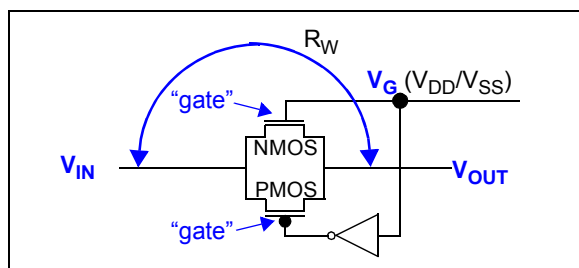 R_W
V_G (V_DD/V_SS)
“gate”
NMOS
V_IN
V_OUT
PMOS
“gate”